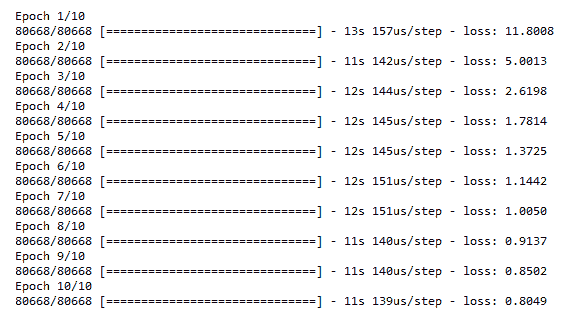 Epoch 1/10
80668/80668 [==============================] - 13s 157us/step - loss: 11.8008
Epoch 2/10
80668/80668 [==============================] - 11s 142us/step - loss: 5.0013
Epoch 3/10
80668/80668 [==============================] - 12s 144us/step - loss: 2.6198
Epoch 4/10
80668/80668 [==============================] - 12s 145us/step - loss: 1.7814
Epoch 5/10
80668/80668 [==============================] - 12s 145us/step - loss: 1.3725
Epoch 6/10
80668/80668 [==============================] - 12s 151us/step - loss: 1.1442
Epoch 7/10
80668/80668 [==============================] - 12s 151us/step - loss: 1.0050
Epoch 8/10
80668/80668 [==============================] - 11s 140us/step - loss: 0.9137
Epoch 9/10
80668/80668 [==============================] - 11s 140us/step - loss: 0.8502
Epoch 10/10
80668/80668 [==============================] - 11s 139us/step - loss: 0.8049